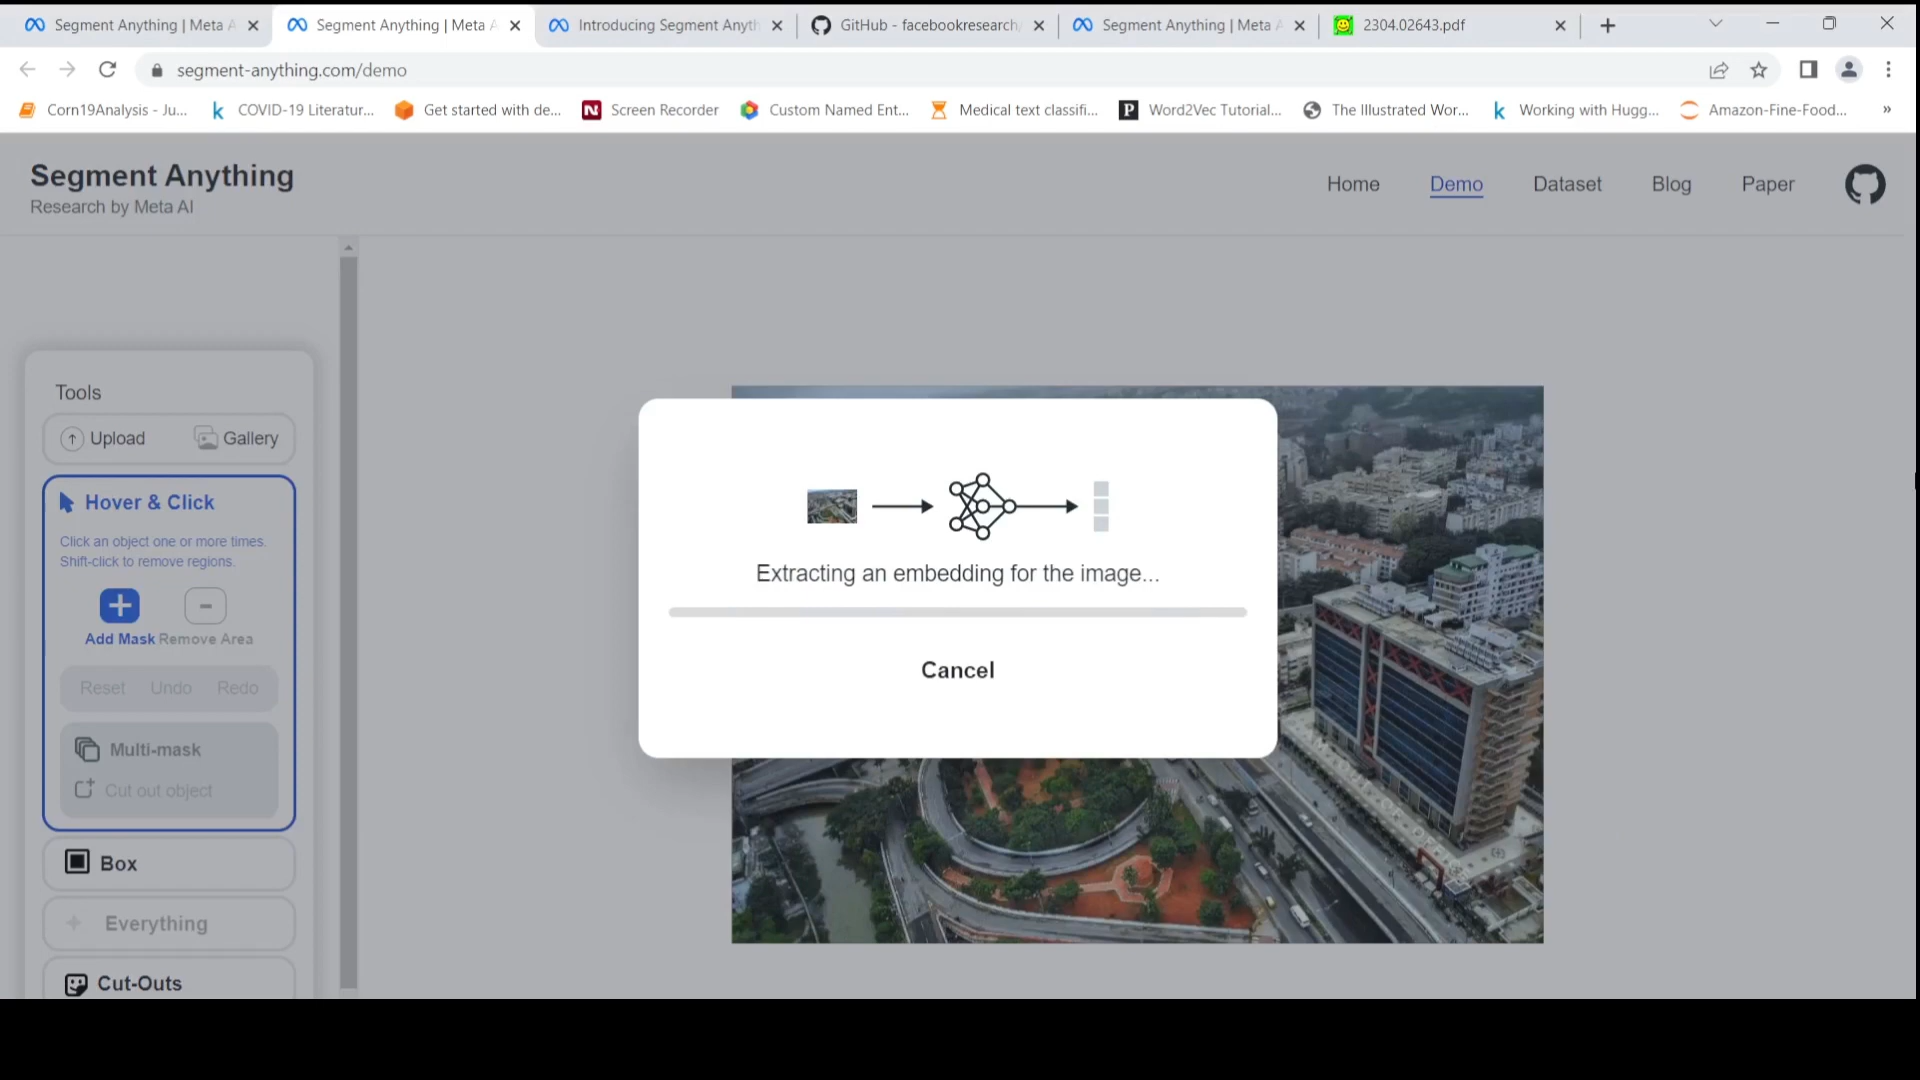 Segment Anything | Meta A
Segment Anything | Meta A
Introducing Segment Anyth
GitHub - facebookresearch/
Segment Anything | Meta A
2304.02643.pdf
segment-anything.com/demo
Corn19Analysis - Ju...
COVID-19 Literatur...
Get started with de...
Screen Recorder
Custom Named Ent...
Medical text classifi...
Word2Vec Tutorial...
The Illustrated Wor...
Working with Hugg...
Amazon-Fine-Food...
»
Segment Anything
Research by Meta AI
Home
Demo
Dataset
Blog
Paper
Tools
Upload
Gallery
Hover & Click
Click an object one or more times.
Shift-click to remove regions.
Add Mask
Remove Area
Reset
Undo
Redo
Multi-mask
Cut out object
Box
Everything
Cut-Outs
Extracting an embedding for the image...
Cancel